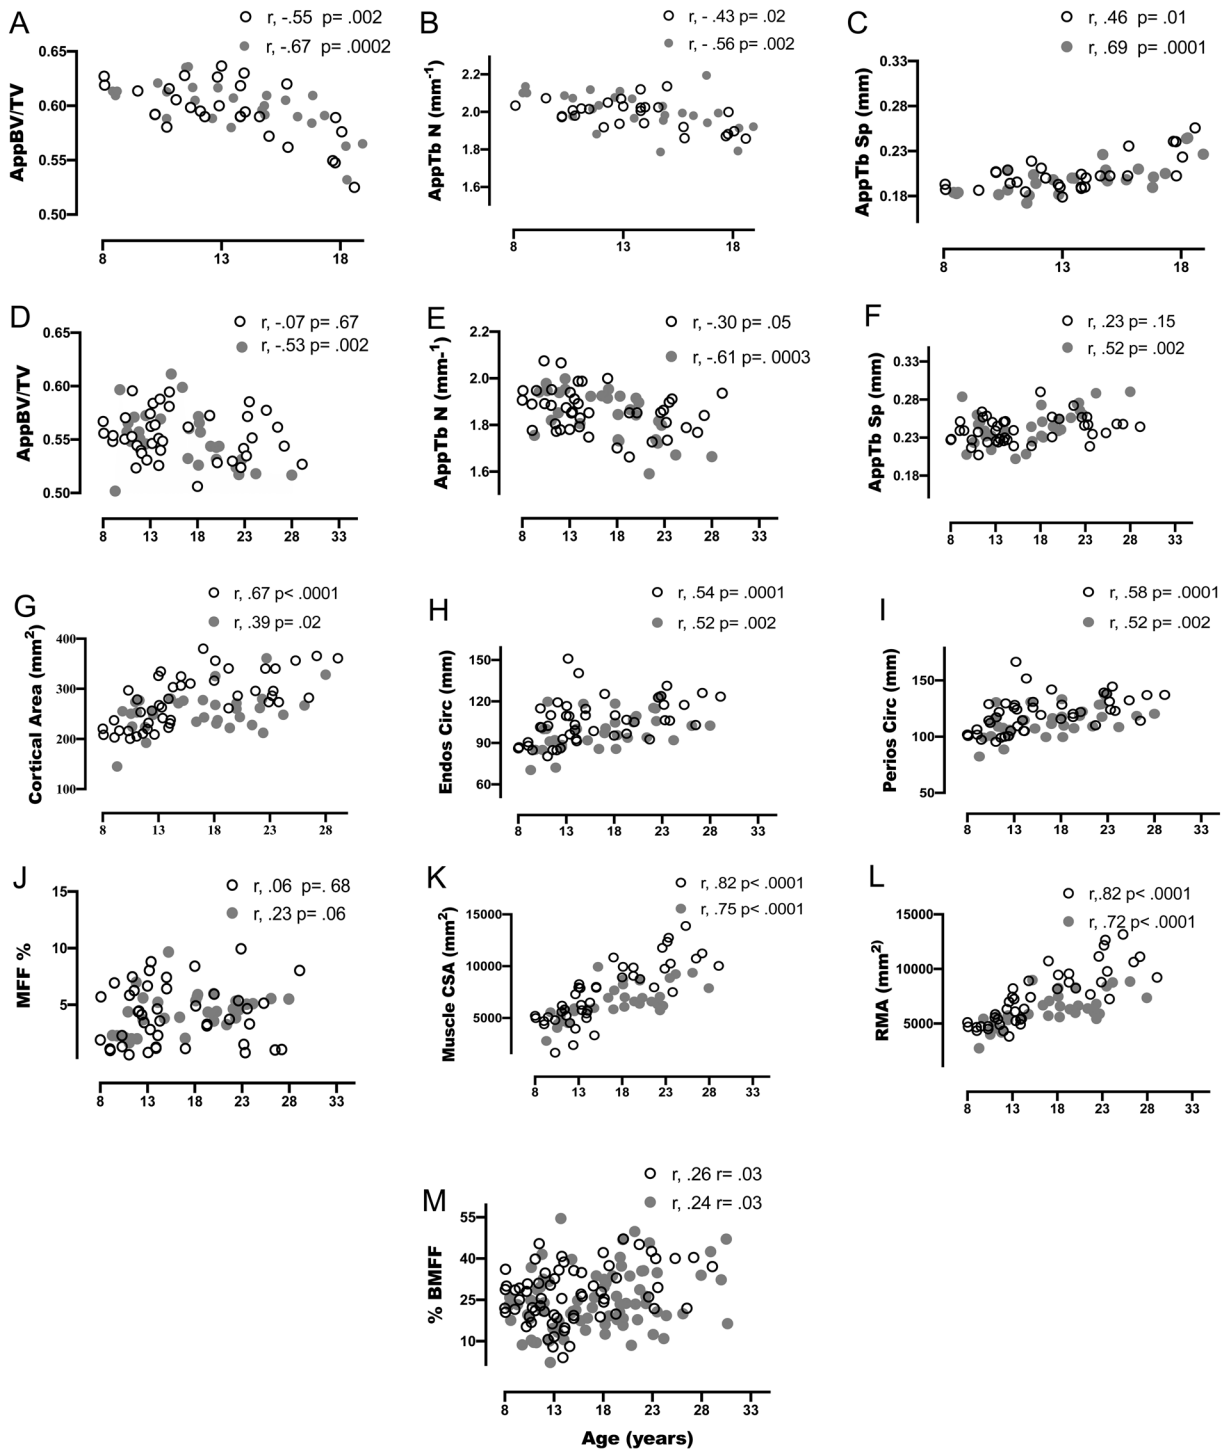 A
r, -.55 p= .002
r, -.67 p= .0002
AppBV/TV
0.65
0.60
0.55
0.50
8 13 18
B
r, - .43 p= .02
r, - .56 p= .002
AppTb N (mm-1)
2.2
2.0
1.8
1.6
8 13 18
C
r, .46 p= .01
r, .69 p= .0001
AppTb Sp (mm)
0.33
0.28
0.23
0.18
8 13 18
D
r, -.07 p= .67
r, -.53 p= .002
AppBV/TV
0.65
0.60
0.55
0.50
8 13 18 23 28 33
E
r, -.30 p= .05
r, -.61 p=. 0003
AppTb N (mm-1)
2.2
2.0
1.8
1.6
8 13 18 23 28 33
F
r, .23 p= .15
r, .52 p= .002
AppTb Sp (mm)
0.33
0.28
0.23
0.18
8 13 18 23 28 33
G
r, .67 p< .0001
r, .39 p= .02
Cortical Area (mm2)
400
300
200
100
8 13 18 23 28
H
r, .54 p= .0001
r, .52 p= .002
Endos Circ (mm)
150
120
90
60
8 13 18 23 28 33
I
r, .58 p= .0001
r, .52 p= .002
Perios Circ (mm)
150
100
50
8 13 18 23 28 33
J
r, .06 p=. 68
r, .23 p= .06
MFF %
15
10
5
8 13 18 23 28 33
K
r, .82 p< .0001
r, .75 p< .0001
Muscle CSA (mm2)
15000
10000
5000
8 13 18 23 28 33
L
r,.82 p< .0001
r, .72 p< .0001
RMA (mm2)
15000
10000
5000
8 13 18 23 28 33
M
r, .26 r= .03
r, .24 r= .03
% BMFF
55
40
25
10
8 13 18 23 28 33
Age (years)